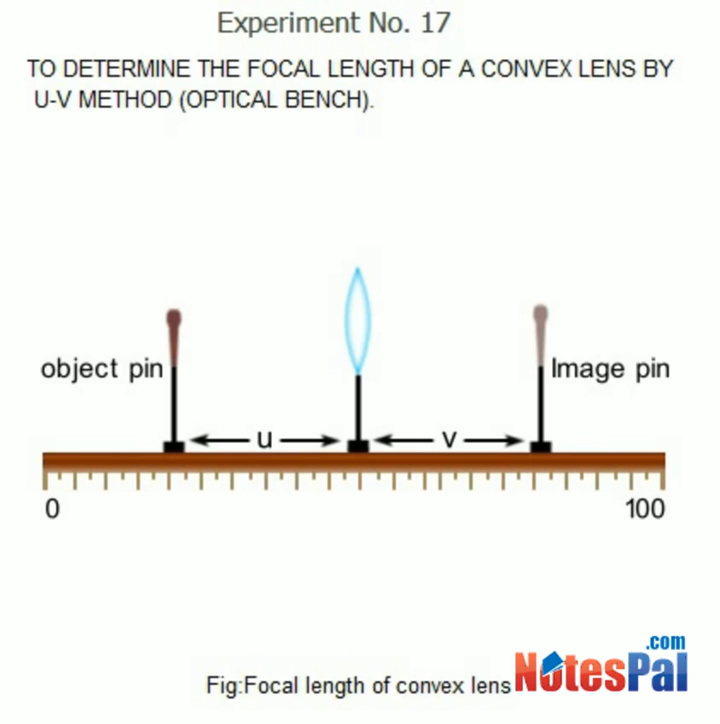 Experiment No. 17
TO DETERMINE THE FOCAL LENGTH OF A CONVEX LENS BY
U-V METHOD (OPTICAL BENCH).
object pin
Image pin
u
v
0
100
.com
NotesPal
Fig:Focal length of convex lens